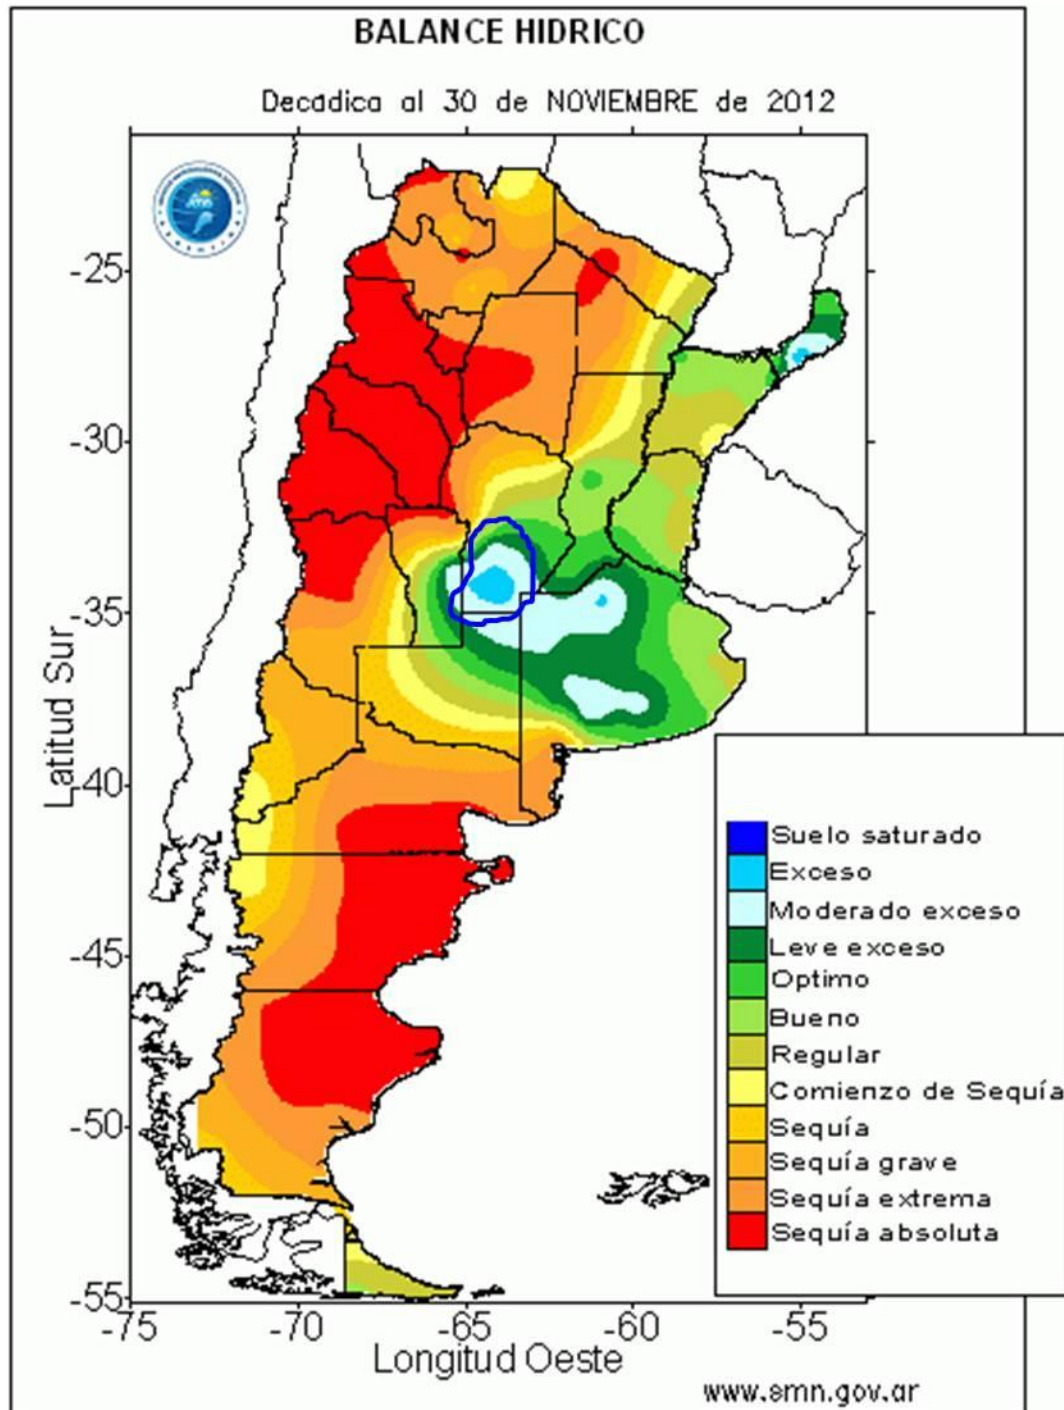 BALANCE HIDRICO
Decádica al 30 de NOVIEMBRE de 2012
-25
-30
-35
-40
-45
-50
-55
Latitud Sur
-75 -70 -65 -60 -55
Longitud Oeste
Suelo saturado
Exceso
Moderado exceso
Leve exceso
Optimo
Bueno
Regular
Comienzo de Sequía
Sequía
Sequía grave
Sequía extrema
Sequía absoluta
www.smn.gov.ar